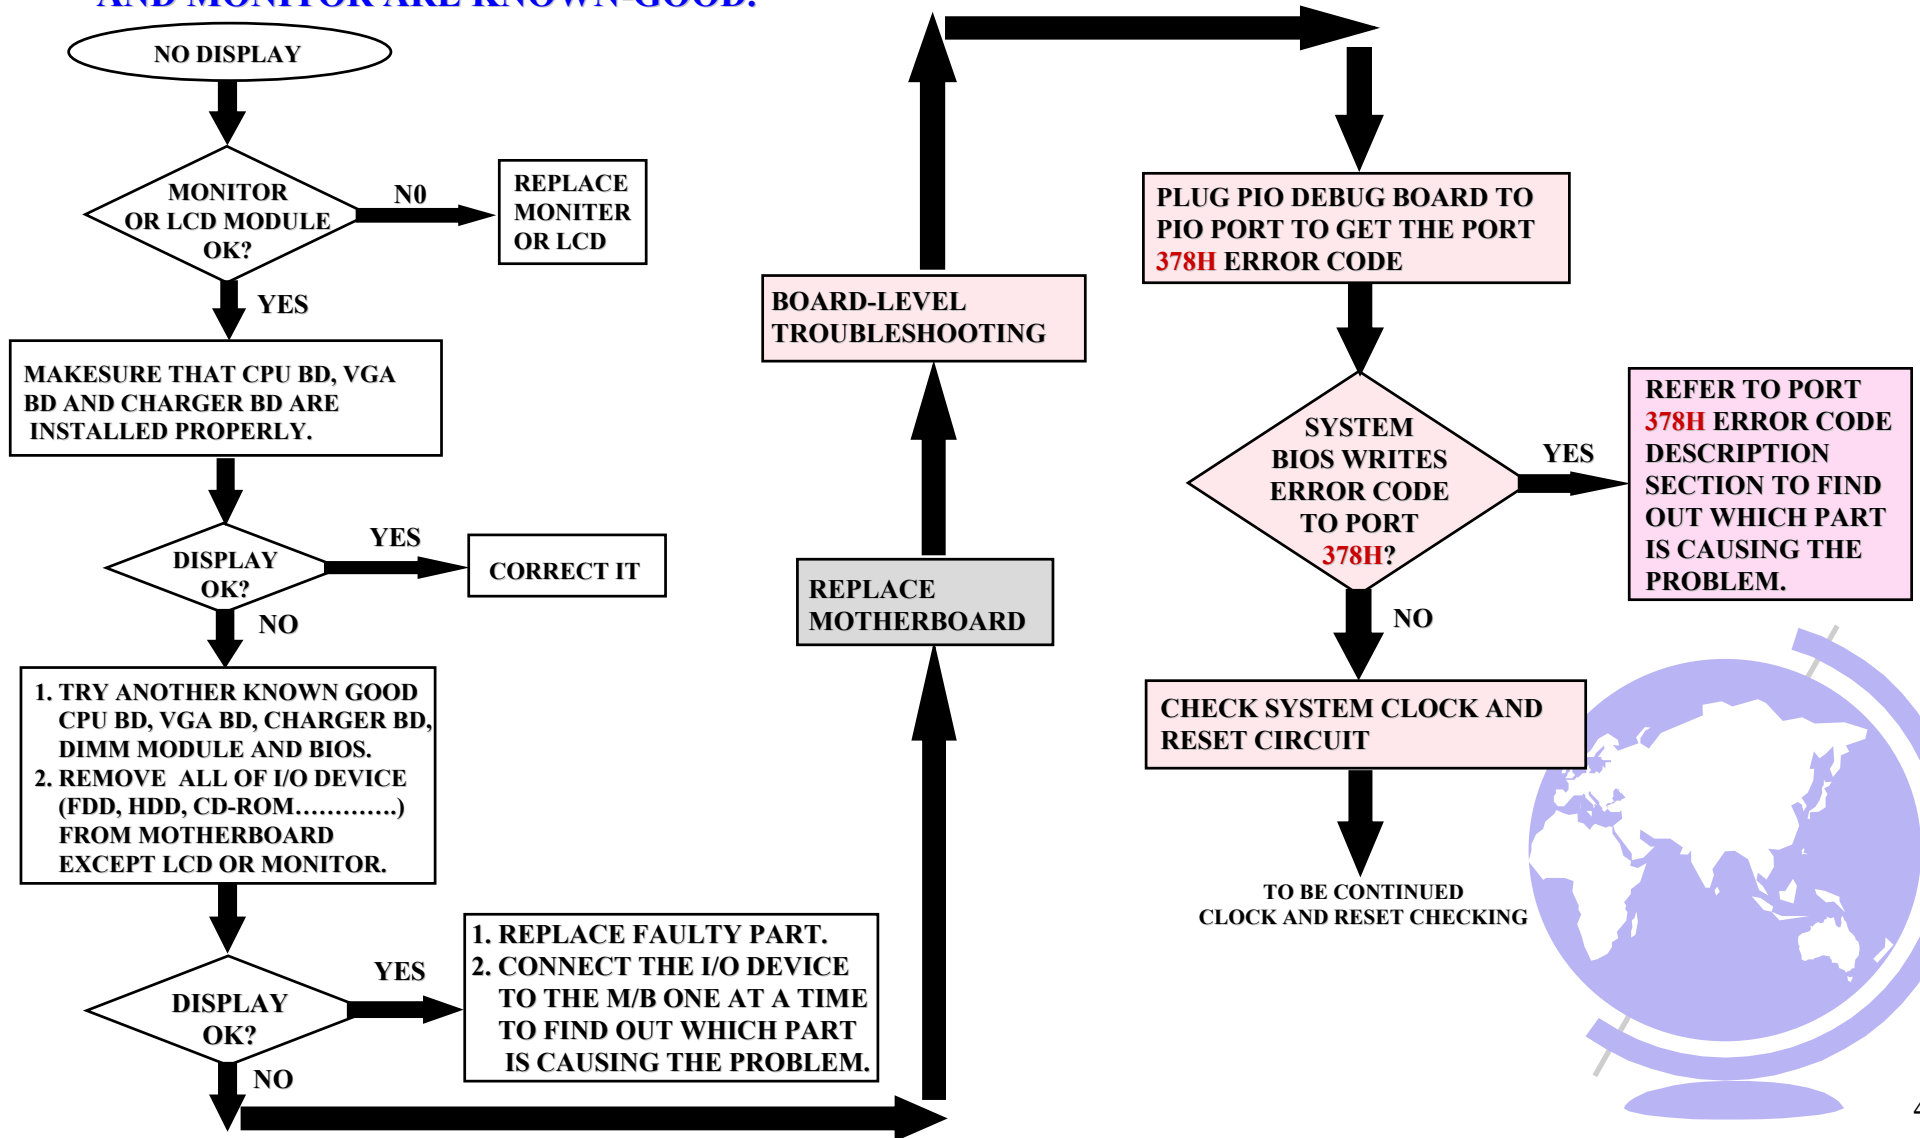 AND MONITOR ARE KNOWN-GOOD.
NO DISPLAY
MONITOR
OR LCD MODULE
OK?
N0
REPLACE
MONITER
OR LCD
YES
MAKESURE THAT CPU BD, VGA
BD AND CHARGER BD ARE
INSTALLED PROPERLY.
DISPLAY
OK?
YES
CORRECT IT
NO
1. TRY ANOTHER KNOWN GOOD
CPU BD, VGA BD, CHARGER BD,
DIMM MODULE AND BIOS.
2. REMOVE ALL OF I/O DEVICE
(FDD, HDD, CD-ROM………….)
FROM MOTHERBOARD
EXCEPT LCD OR MONITOR.
DISPLAY
OK?
YES
1. REPLACE FAULTY PART.
2. CONNECT THE I/O DEVICE
TO THE M/B ONE AT A TIME
TO FIND OUT WHICH PART
IS CAUSING THE PROBLEM.
NO
REPLACE
MOTHERBOARD
BOARD-LEVEL
TROUBLESHOOTING
PLUG PIO DEBUG BOARD TO
PIO PORT TO GET THE PORT
378H ERROR CODE
SYSTEM
BIOS WRITES
ERROR CODE
TO PORT
378H?
YES
REFER TO PORT
378H ERROR CODE
DESCRIPTION
SECTION TO FIND
OUT WHICH PART
IS CAUSING THE
PROBLEM.
NO
CHECK SYSTEM CLOCK AND
RESET CIRCUIT
TO BE CONTINUED
CLOCK AND RESET CHECKING